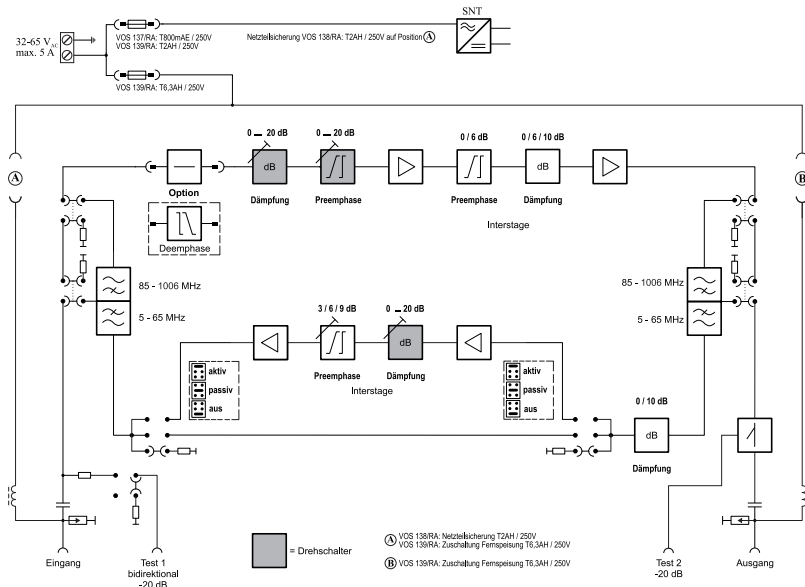 SNT
32-65 V AC
max. 5 A
VOS 137/RA: T800mAE / 250V
VOS 139/RA: T2AH / 250V
Netzteilsicherung VOS 138/RA: T2AH / 250V auf Position A
VOS 139/RA: T6,3AH / 250V
A
B
0 – 20 dB
0 – 20 dB
0 / 6 dB
0 / 6 / 10 dB
dB
dB
Option
Dämpfung
Preemphase
Preemphase
Dämpfung
Interstage
Deemphase
85 - 1006 MHz
5 - 65 MHz
85 - 1006 MHz
5 - 65 MHz
3 / 6 / 9 dB
0 – 20 dB
dB
Preemphase
Dämpfung
Interstage
aktiv
passiv
aus
aktiv
passiv
aus
0 / 10 dB
dB
Dämpfung
= Drehschalter
A VOS 138/RA: Netzteilsicherung T2AH / 250V
VOS 139/RA: Zuschaltung Fernspeisung T6,3AH / 250V
B VOS 139/RA: Zuschaltung Fernspeisung T6,3AH / 250V
Eingang
Test 1
bidirektional
-20 dB
Test 2
-20 dB
Ausgang